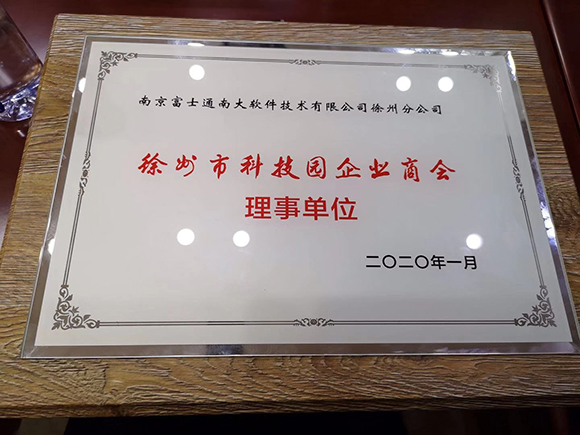 南京富士通南大软件技术有限公司徐州分公司
徐州市科技园企业商会
理事单位
二〇二〇年一月